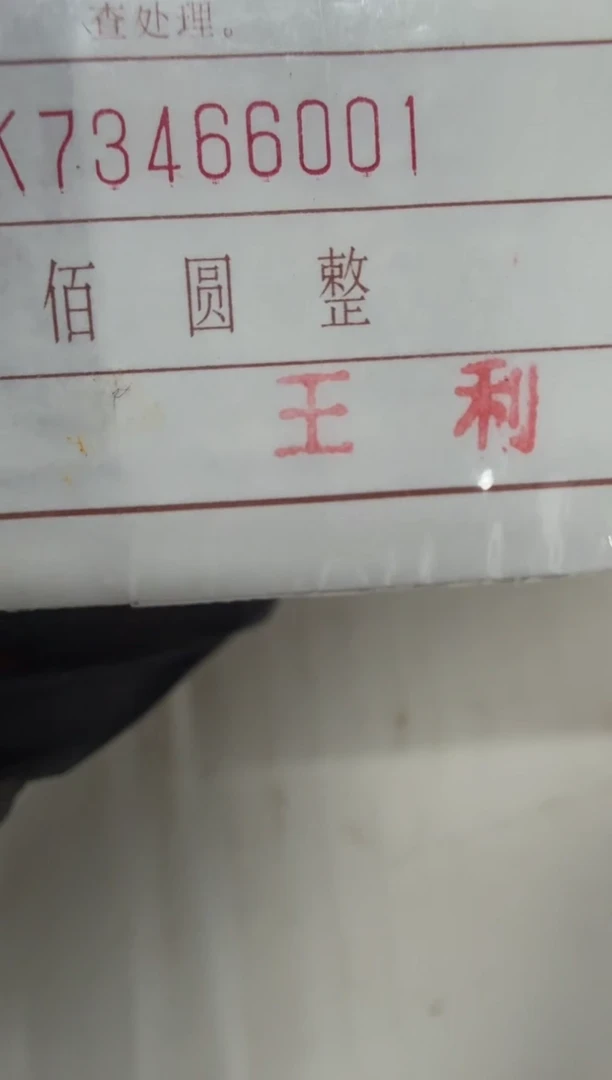 查处理。
K73466001
佰 圆 整
王 利